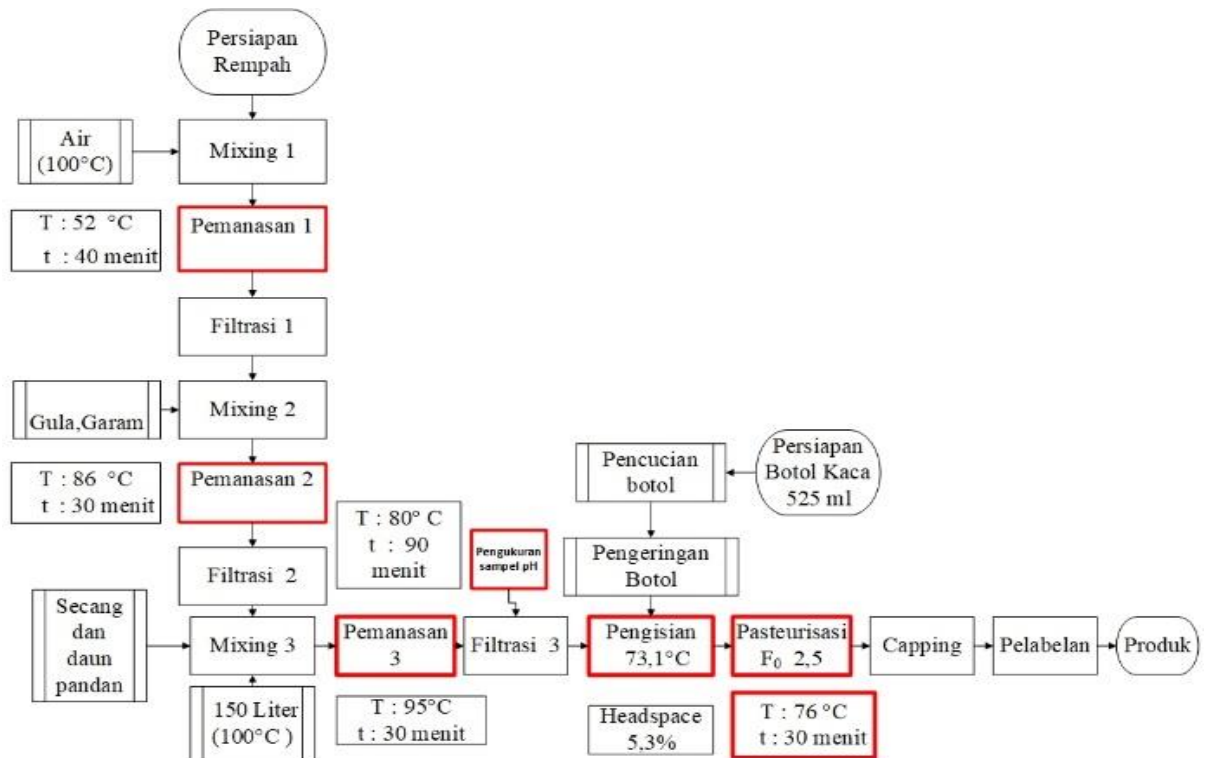 Persiapan
Rempah
Air
(100°C)
Mixing 1
T : 52 °C
t : 40 menit
Pemanasan 1
Filtrasi 1
Gula,Garam
Mixing 2
T : 86 °C
t : 30 menit
Pemanasan 2
Filtrasi 2
Secang
dan
daun
pandan
Mixing 3
150 Liter
(100°C )
T : 80° C
t : 90
menit
Pemanasan
3
T : 95°C
t : 30 menit
Pengukuran
sampel pH
Filtrasi 3
Persiapan
Botol Kaca
525 ml
Pencucian
botol
Pengeringan
Botol
Pengisian
73,1°C
Headspace
5,3%
Pasteurisasi
F₀ 2,5
T : 76 °C
t : 30 menit
Capping
Pelabelan
Produk